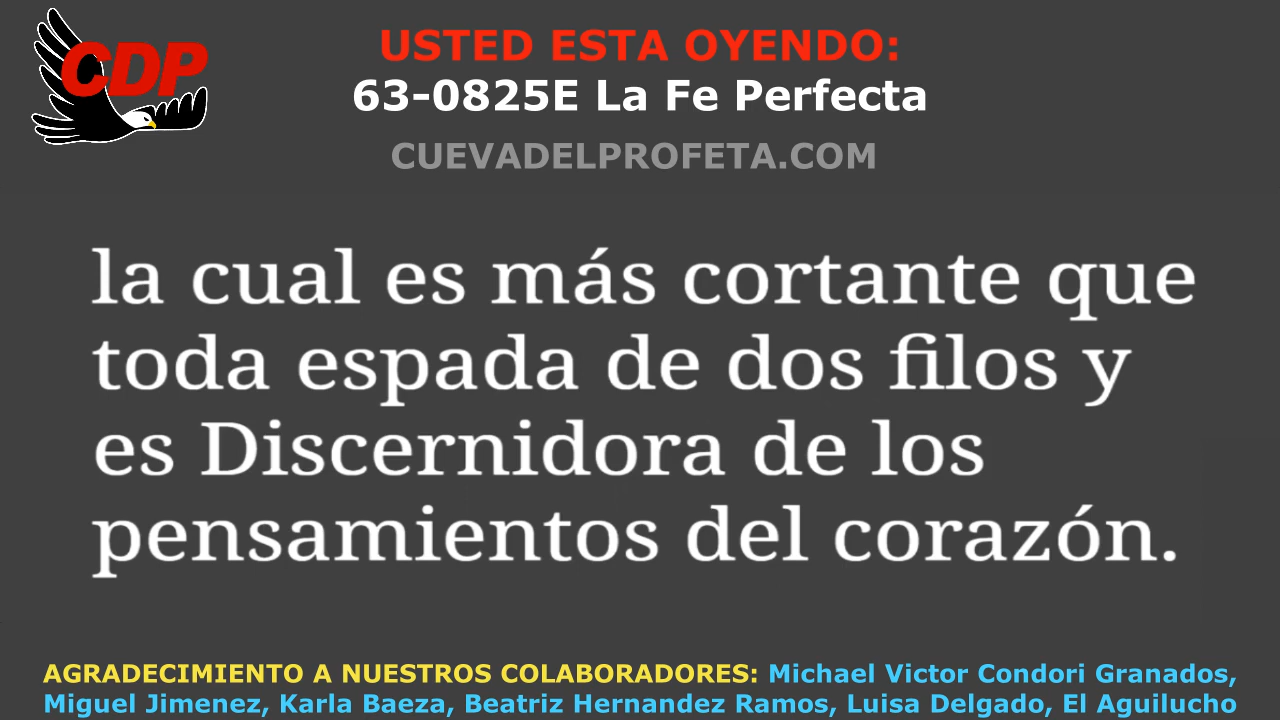 CDP
USTED ESTA OYENDO:
63-0825E La Fe Perfecta
CUEVADELPROFETA.COM
la cual es más cortante que
toda espada de dos filos y
es Discernidora de los
pensamientos del corazón.
AGRADECIMIENTO A NUESTROS COLABORADORES: Michael Victor Condori Granados,
Miguel Jimenez, Karla Baeza, Beatriz Hernandez Ramos, Luisa Delgado, El Aguilucho